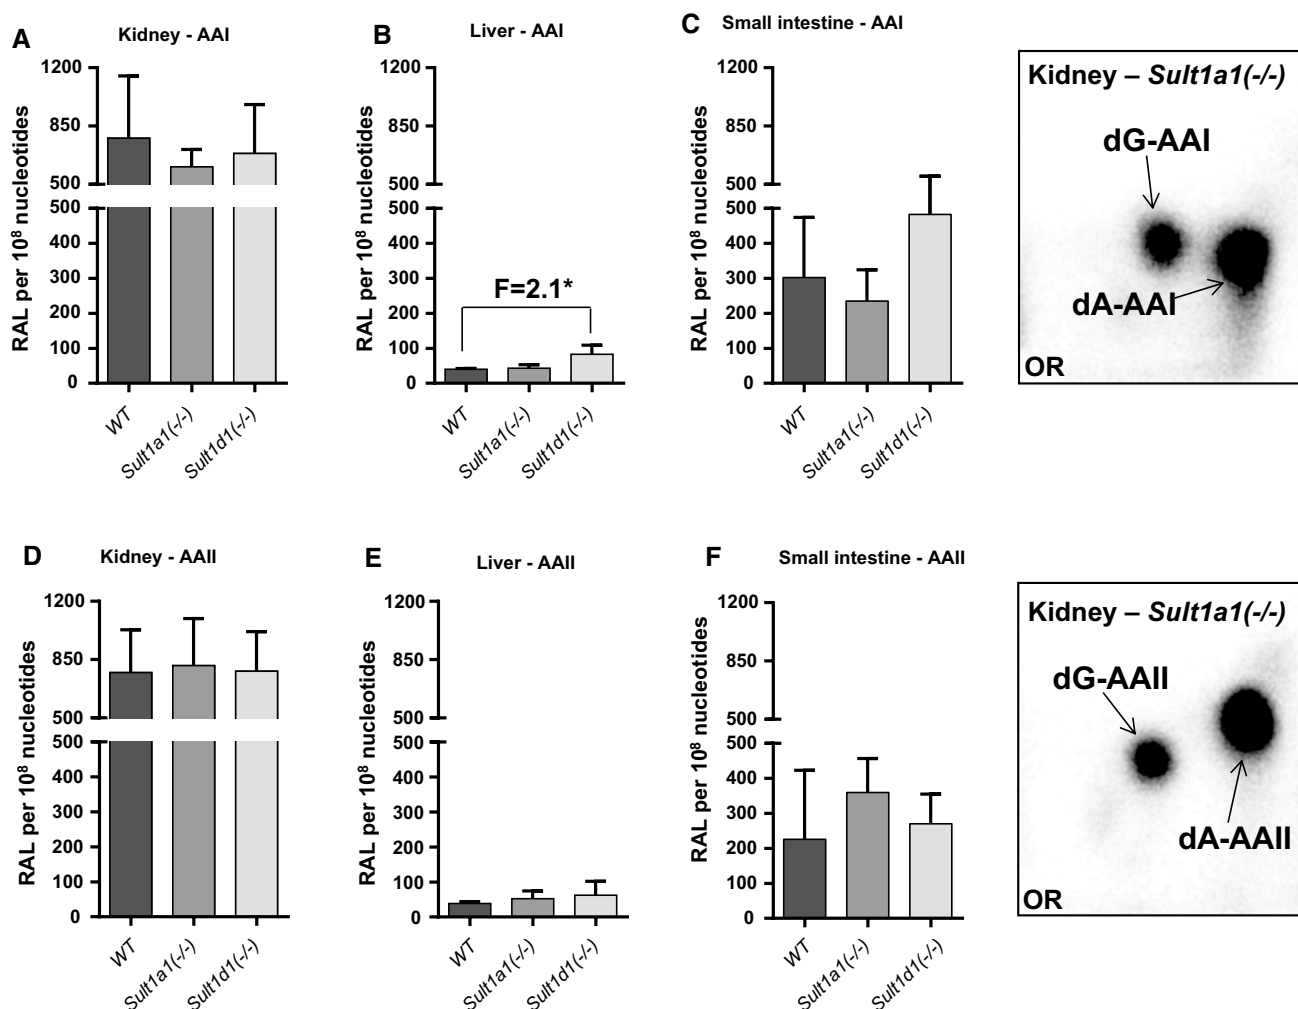 A
Kidney - AAI
RAL per 10⁸ nucleotides
1200
850
500
500
400
300
200
100
0
WT
Sult1a1(-/-)
Sult1d1(-/-)
B
Liver - AAI
RAL per 10⁸ nucleotides
1200
850
500
500
400
300
200
100
0
F=2.1*
WT
Sult1a1(-/-)
Sult1d1(-/-)
C
Small intestine - AAI
RAL per 10⁸ nucleotides
1200
850
500
500
400
300
200
100
0
WT
Sult1a1(-/-)
Sult1d1(-/-)
Kidney – Sult1a1(-/-)
dG-AAI
dA-AAI
OR
D
Kidney - AAII
RAL per 10⁸ nucleotides
1200
850
500
500
400
300
200
100
0
WT
Sult1a1(-/-)
Sult1d1(-/-)
E
Liver - AAII
RAL per 10⁸ nucleotides
1200
850
500
500
400
300
200
100
0
WT
Sult1a1(-/-)
Sult1d1(-/-)
F
Small intestine - AAII
RAL per 10⁸ nucleotides
1200
850
500
500
400
300
200
100
0
WT
Sult1a1(-/-)
Sult1d1(-/-)
Kidney – Sult1a1(-/-)
dG-AAII
dA-AAII
OR